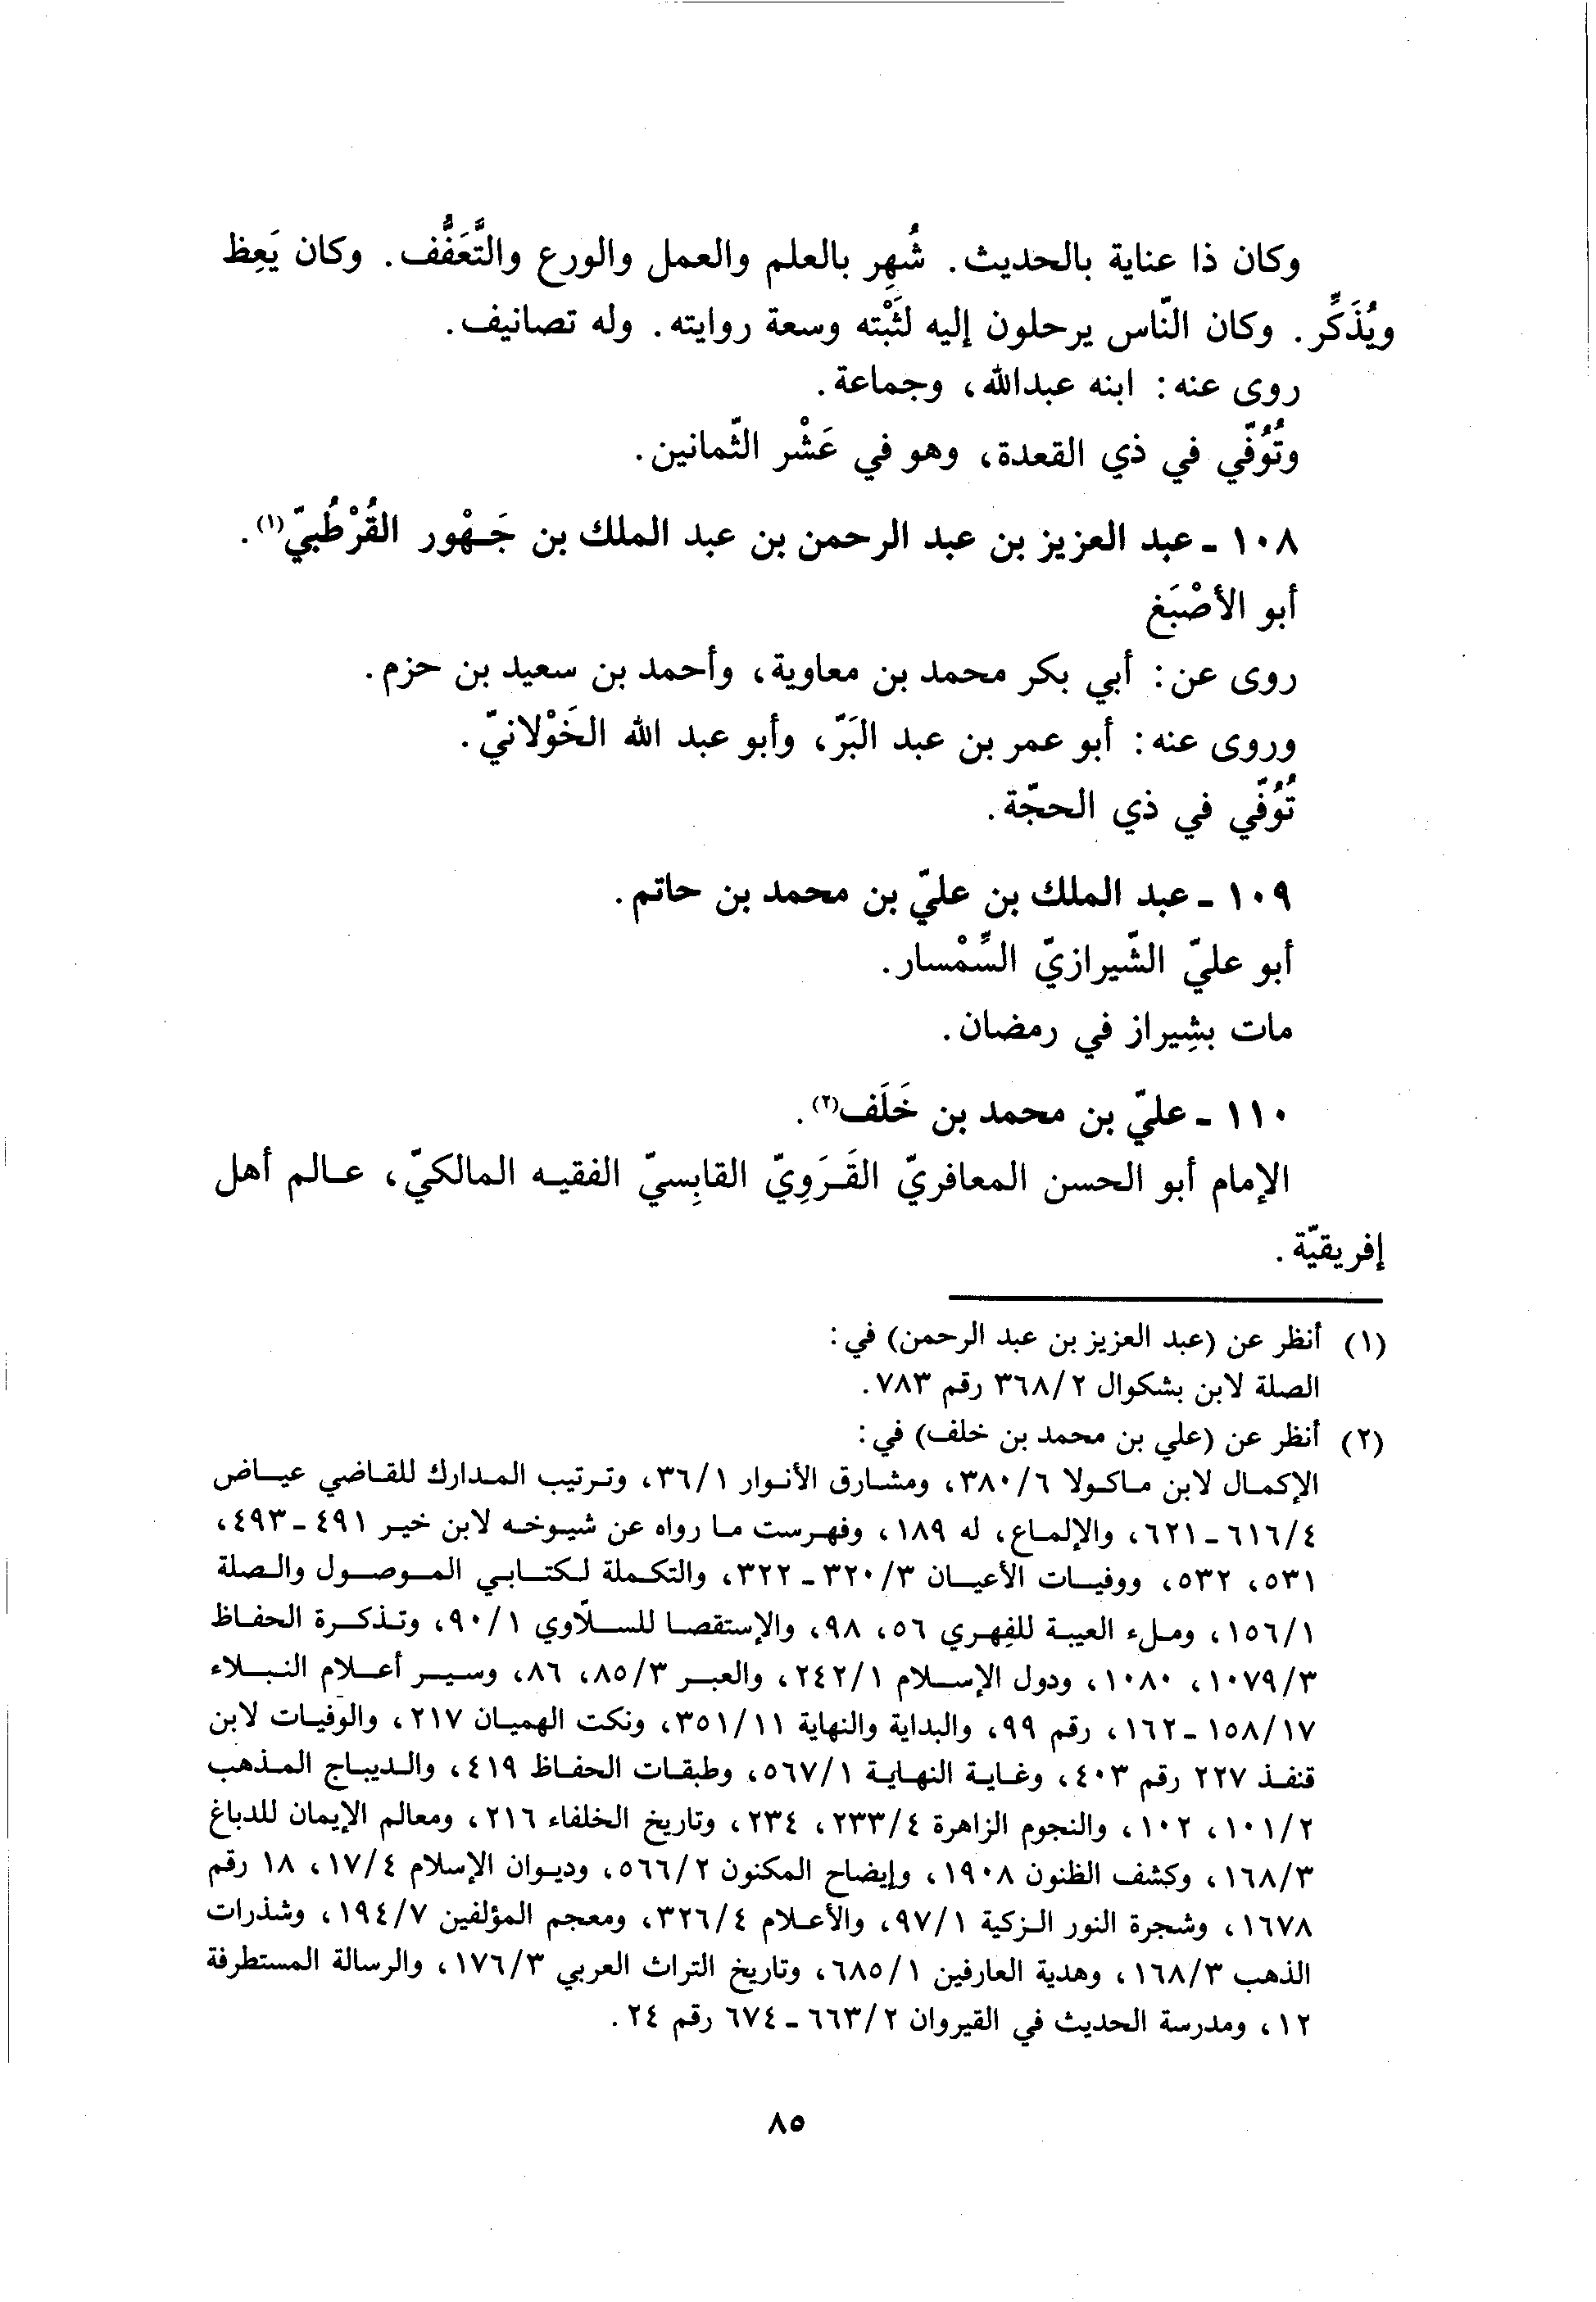 وكان ذا عناية بالحديث. شُهِر بالعلم والعمل والورع والتَّعَفُّف. وكان يَعِظ
ويُذَكِّر. وكان النّاس يرحلون إليه لثَبْته وسعة روايته. وله تصانيف.
روى عنه: ابنه عبدالله، وجماعة.
وتُوُفّي في ذي القعدة، وهو في عَشْر الثّمانين.
١٠٨ ـ عبد العزيز بن عبد الرحمن بن عبد الملك بن جَهْور القُرْطُبيّ(١).
أبو الأصْبَغ
روى عن: أبي بكر محمد بن معاوية، وأحمد بن سعيد بن حزم.
وروى عنه: أبو عمر بن عبد البَرّ، وأبو عبد الله الخَوْلانيّ.
تُوُفّي في ذي الحجّة.
١٠٩ ـ عبد الملك بن عليّ بن محمد بن حاتم.
أبو عليّ الشّيرازيّ السِّمْسار.
مات بشِيراز في رمضان.
١١٠ ـ عليّ بن محمد بن خَلَف(٢).
الإمام أبو الحسن المعافريّ القَرَوِيّ القابِسيّ الفقيه المالكيّ، عالم أهل
إفريقيّة.
(١) أنظر عن (عبد العزيز بن عبد الرحمن) في:
الصلة لابن بشكوال ٣٦٨/٢ رقم ٧٨٣.
(٢) أنظر عن (علي بن محمد بن خلف) في:
الإكمال لابن ماكولا ٣٨٠/٦، ومشارق الأنوار ٣٦/١، وترتيب المدارك للقاضي عياض
٦١٦/٤ ـ ٦٢١، والإلماع، له ١٨٩، وفهرست ما رواه عن شيوخه لابن خير ٤٩١ ـ ٤٩٣،
٥٣١، ٥٣٢، ووفيات الأعيان ٣٢٠/٣ ـ ٣٢٢، والتكملة لكتابي الموصول والصلة
١٥٦/١، وملء العيبة للفِهري ٥٦، ٩٨، والإستقصا للسلّاوي ٩٠/١، وتذكرة الحفاظ
١٠٧٩/٣، ١٠٨٠، ودول الإسلام ٢٤٢/١، والعبر ٨٥/٣، ٨٦، وسير أعلام النبلاء
١٥٨/١٧ ـ ١٦٢، رقم ٩٩، والبداية والنهاية ٣٥١/١١، ونكت الهميان ٢١٧، والوفيات لابن
قنفذ ٢٢٧ رقم ٤٠٣، وغاية النهاية ٥٦٧/١، وطبقات الحفاظ ٤١٩، والديباج المذهب
١٠١/٢، ١٠٢، والنجوم الزاهرة ٢٣٣/٤، ٢٣٤، وتاريخ الخلفاء ٢١٦، ومعالم الإيمان للدباغ
١٦٨/٣، وكشف الظنون ١٩٠٨، وإيضاح المكنون ٥٦٦/٢، وديوان الإسلام ١٧/٤، ١٨ رقم
١٦٧٨، وشجرة النور الزكية ٩٧/١، والأعلام ٣٢٦/٤، ومعجم المؤلفين ١٩٤/٧، وشذرات
الذهب ١٦٨/٣، وهدية العارفين ٦٨٥/١، وتاريخ التراث العربي ١٧٦/٣، والرسالة المستطرفة
١٢، ومدرسة الحديث في القيروان ٦٦٣/٢ ـ ٦٧٤ رقم ٢٤.
٨٥